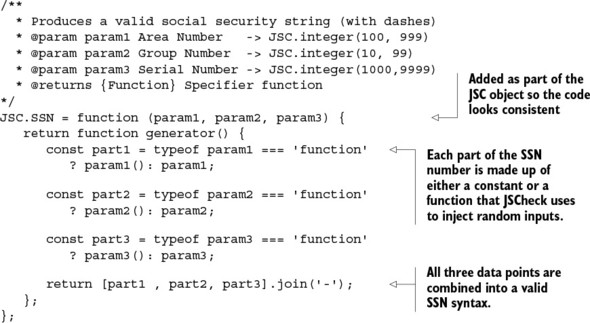 /**
* Produces a valid social security string (with dashes)
* @param param1 Area Number   -> JSC.integer(100, 999)
* @param param2 Group Number  -> JSC.integer(10, 99)
* @param param3 Serial Number -> JSC.integer(1000,9999)
* @returns {Function} Specifier function
*/
JSC.SSN = function (param1, param2, param3) {
return function generator() {
const part1 = typeof param1 === 'function'
? param1(): param1;
const part2 = typeof param2 === 'function'
? param2(): param2;
const part3 = typeof param3 === 'function'
? param3(): param3;
return [part1 , part2, part3].join('-');
};
};
Added as part of the
JSC object so the code
looks consistent
Each part of the SSN
number is made up of
either a constant or a
function that JSCheck uses
to inject random inputs.
All three data points are
combined into a valid
SSN syntax.